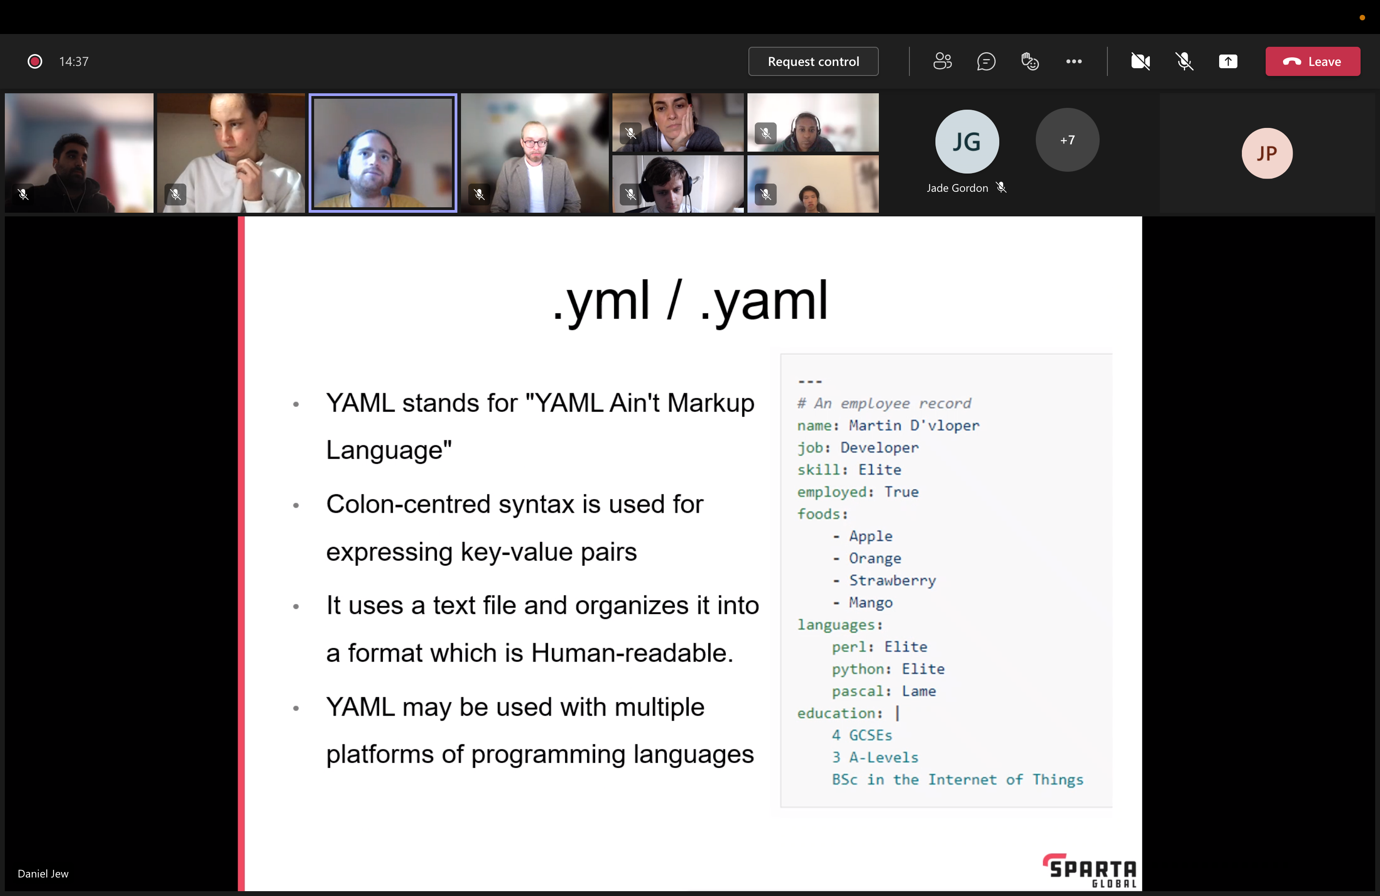 14:37
Request control
Leave
JG
+7
JP
Jade Gordon
.yml / .yaml
YAML stands for "YAML Ain't Markup
Language"
Colon-centred syntax is used for
expressing key-value pairs
It uses a text file and organizes it into
a format which is Human-readable.
YAML may be used with multiple
platforms of programming languages
---
# An employee record
name: Martin D'vloper
job: Developer
skill: Elite
employed: True
foods:
- Apple
- Orange
- Strawberry
- Mango
languages:
perl: Elite
python: Elite
pascal: Lame
education: |
4 GCSEs
3 A-Levels
BSc in the Internet of Things
Daniel Jew
SPARTA
GLOBAL